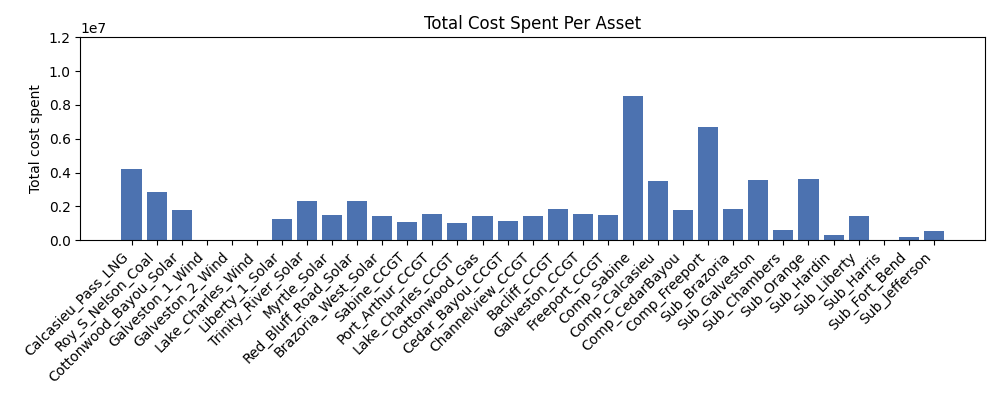 Total Cost Spent Per Asset
1e7
1.2
1.0
0.8
0.6
0.4
0.2
0.0
Total cost spent
Calcasieu_Pass_LNG
Roy_S_Nelson_Coal
Cottonwood_Bayou_Solar
Galveston_1_Wind
Galveston_2_Wind
Lake_Charles_Wind
Liberty_1_Solar
Trinity_River_Solar
Myrtle_Solar
Red_Bluff_Road_Solar
Brazoria_West_Solar
Sabine_CCGT
Port_Arthur_CCGT
Lake_Charles_CCGT
Cottonwood_Gas
Cedar_Bayou_CCGT
Channelview_CCGT
Bacliff_CCGT
Galveston_CCGT
Freeport_CCGT
Comp_Sabine
Comp_Calcasieu
Comp_CedarBayou
Comp_Freeport
Sub_Brazoria
Sub_Galveston
Sub_Chambers
Sub_Orange
Sub_Hardin
Sub_Liberty
Sub_Harris
Sub_Fort_Bend
Sub_Jefferson